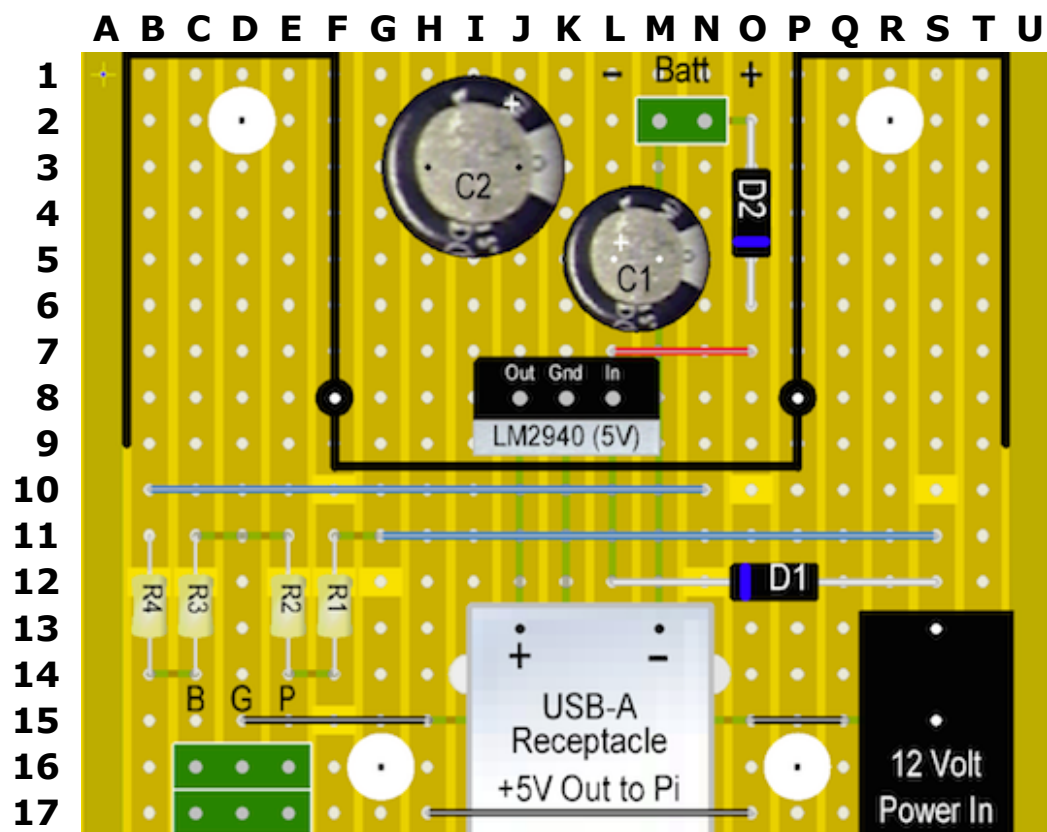 A B C D E F G H I J K L M N O P Q R S T U
1
- Batt +
2
+
3
C2
D2
4
+
5
C1
6
7
Out Gnd In
8
9
LM2940 (5V)
10
11
12
D1
R4 R3 R2 R1
13
+ -
14
B G P
USB-A
15
Receptacle
16
12 Volt
+5V Out to Pi
17
Power In